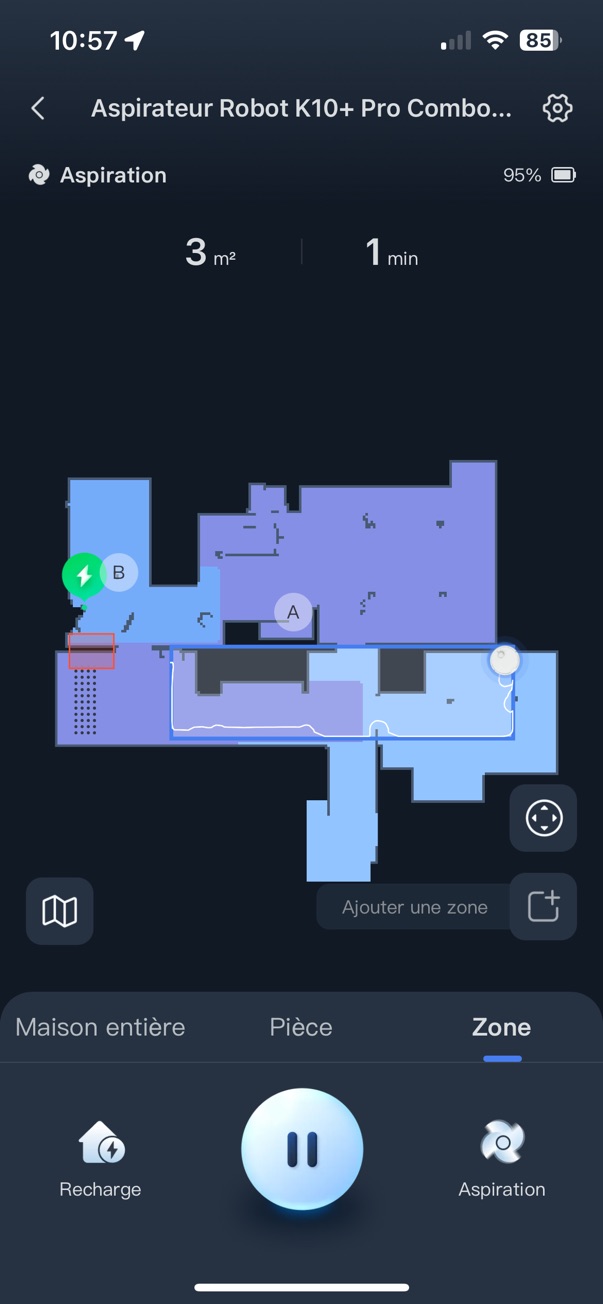 10:57
85
Aspirateur Robot K10+ Pro Combo...
Aspiration
95%
3 m²
1 min
B
A
Ajouter une zone
Maison entière
Pièce
Zone
Recharge
Aspiration